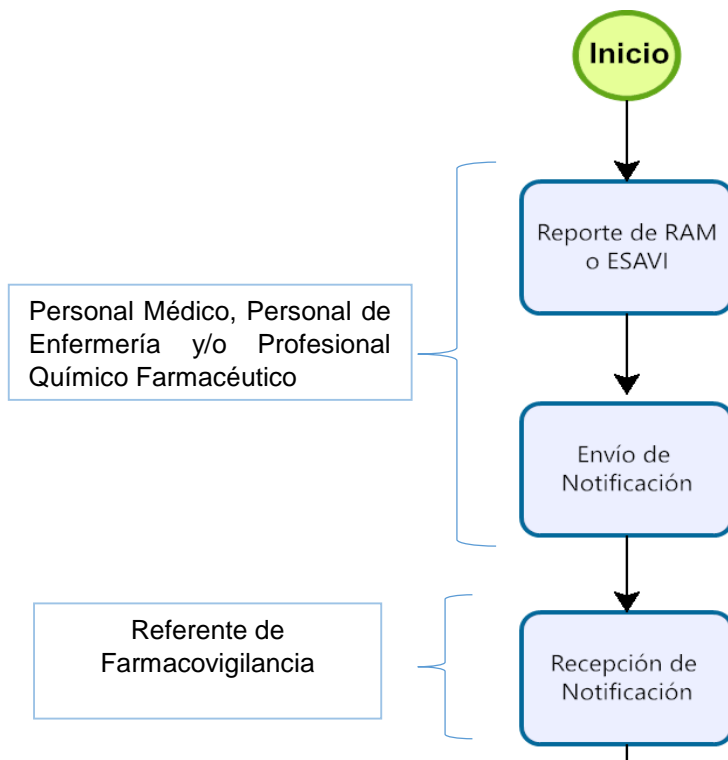 Inicio
Reporte de RAM
o ESAVI
Personal Médico, Personal de
Enfermería y/o Profesional
Químico Farmacéutico
Envío de
Notificación
Referente de
Farmacovigilancia
Recepción de
Notificación